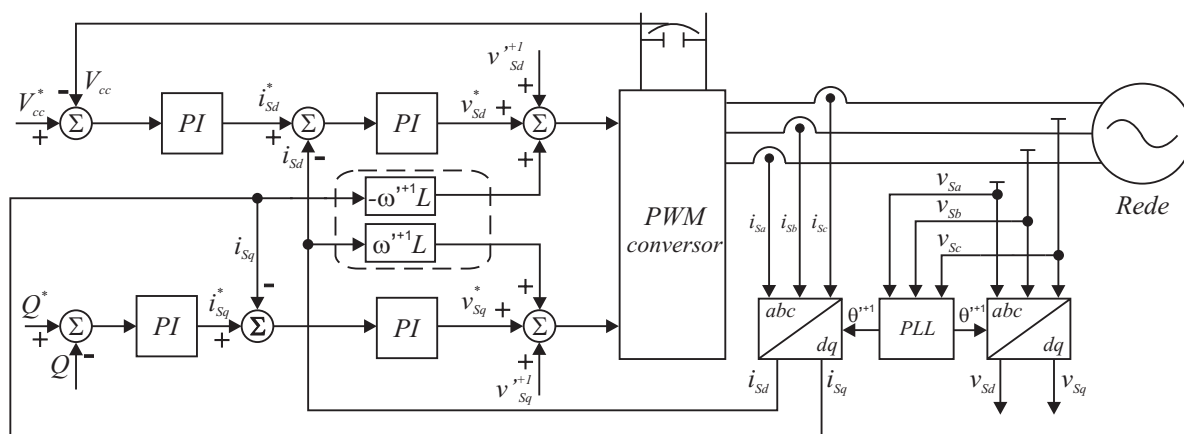 V*cc
+
-
Vcc
Σ
PI
i*Sd
+
Σ
-
iSd
PI
v*Sd
+
v'+1Sd
+
Σ
+
-ω'+1L
ω'+1L
iSq
-
Q*
+
Σ
-
Q
PI
i*Sq
+
Σ
PI
v*Sq
+
+
Σ
+
v'+1Sq
PWM
conversor
iSa
iSb
iSc
abc
dq
iSd
iSq
θ'+1
PLL
θ'+1
vSa
vSb
vSc
abc
dq
vSd
vSq
Rede